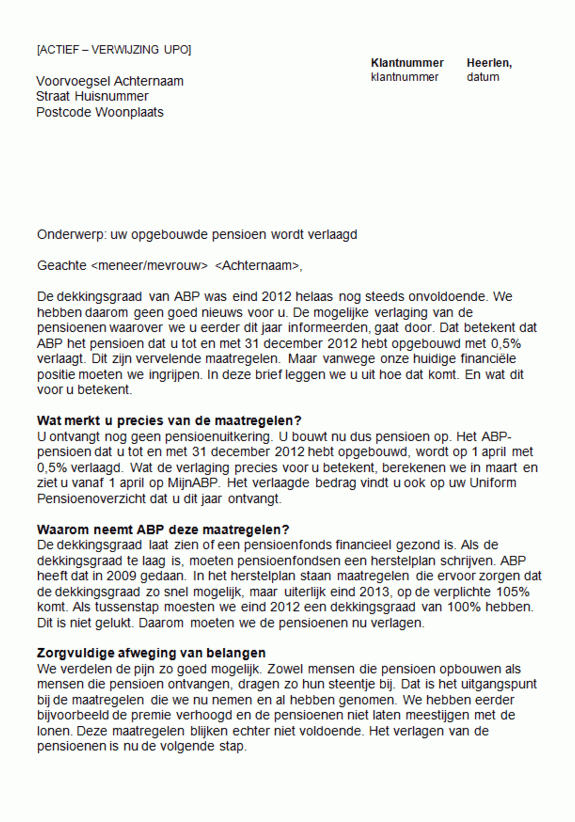 [ACTIEF – VERWIJZING UPO]
Klantnummer Heerlen,
klantnummer datum
Voorvoegsel Achternaam
Straat Huisnummer
Postcode Woonplaats
Onderwerp: uw opgebouwde pensioen wordt verlaagd
Geachte <meneer/mevrouw> <Achternaam>,
De dekkingsgraad van ABP was eind 2012 helaas nog steeds onvoldoende. We
hebben daarom geen goed nieuws voor u. De mogelijke verlaging van de
pensioenen waarover we u eerder dit jaar informeerden, gaat door. Dat betekent dat
ABP het pensioen dat u tot en met 31 december 2012 hebt opgebouwd met 0,5%
verlaagt. Dit zijn vervelende maatregelen. Maar vanwege onze huidige financiële
positie moeten we ingrijpen. In deze brief leggen we u uit hoe dat komt. En wat dit
voor u betekent.
Wat merkt u precies van de maatregelen?
U ontvangt nog geen pensioenuitkering. U bouwt nu dus pensioen op. Het ABP-
pensioen dat u tot en met 31 december 2012 hebt opgebouwd, wordt op 1 april met
0,5% verlaagd. Wat de verlaging precies voor u betekent, berekenen we in maart en
ziet u vanaf 1 april op MijnABP. Het verlaagde bedrag vindt u ook op uw Uniform
Pensioenoverzicht dat u dit jaar ontvangt.
Waarom neemt ABP deze maatregelen?
De dekkingsgraad laat zien of een pensioenfonds financieel gezond is. Als de
dekkingsgraad te laag is, moeten pensioenfondsen een herstelplan schrijven. ABP
heeft dat in 2009 gedaan. In het herstelplan staan maatregelen die ervoor zorgen dat
de dekkingsgraad zo snel mogelijk, maar uiterlijk eind 2013, op de verplichte 105%
komt. Als tussenstap moesten we eind 2012 een dekkingsgraad van 100% hebben.
Dit is niet gelukt. Daarom moeten we de pensioenen nu verlagen.
Zorgvuldige afweging van belangen
We verdelen de pijn zo goed mogelijk. Zowel mensen die pensioen opbouwen als
mensen die pensioen ontvangen, dragen zo hun steentje bij. Dat is het uitgangspunt
bij de maatregelen die we nu nemen en al hebben genomen. We hebben eerder
bijvoorbeeld de premie verhoogd en de pensioenen niet laten meestijgen met de
lonen. Deze maatregelen blijken echter niet voldoende. Het verlagen van de
pensioenen is nu de volgende stap.